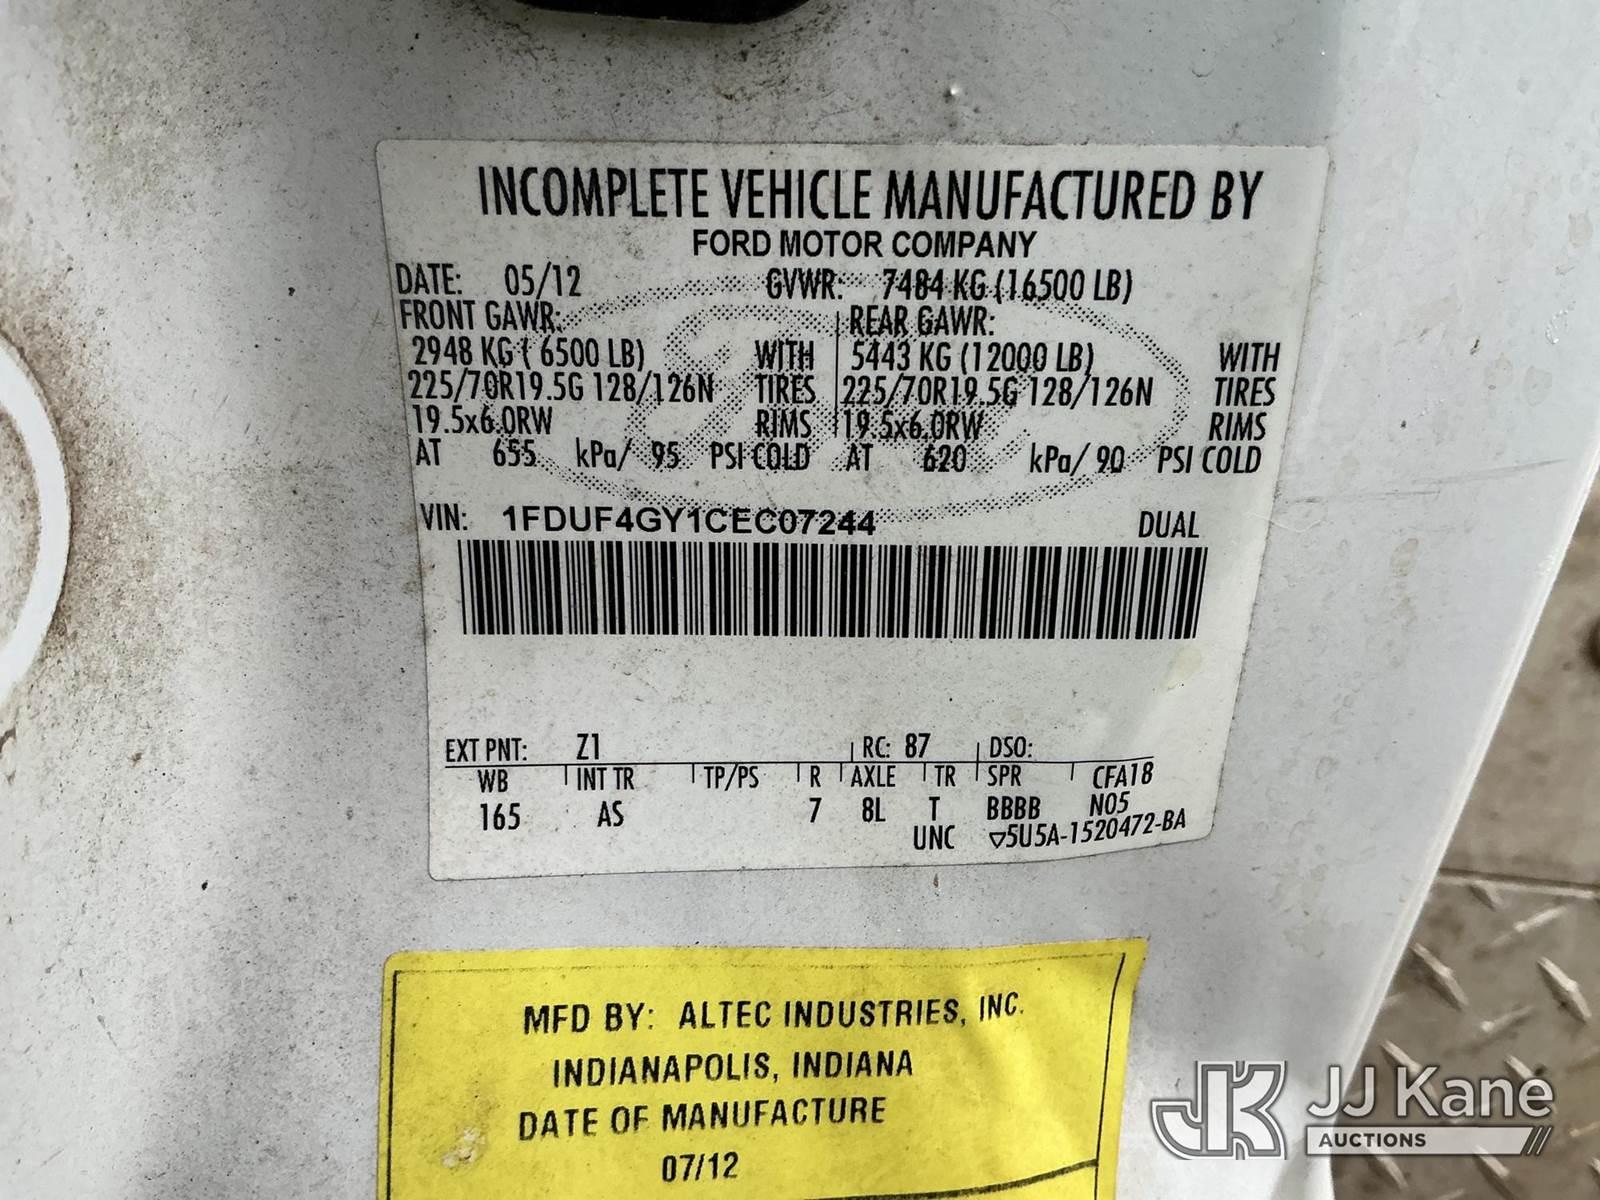 INCOMPLETE VEHICLE MANUFACTURED BY
FORD MOTOR COMPANY
DATE: 05/12 GVWR: 7484 KG (16500 LB)
FRONT GAWR: REAR GAWR:
2948 KG ( 6500 LB) WITH 5443 KG (12000 LB) WITH
225/70R19.5G 128/126N TIRES 225/70R19.5G 128/126N TIRES
19.5x6.0RW RIMS 19.5x6.0RW RIMS
AT 655 kPa/ 95 PSI COLD AT 620 kPa/ 90 PSI COLD
VIN: 1FDUF4GY1CEC07244 DUAL
EXT PNT: Z1 RC: 87 DSO:
WB INT TR TP/PS R AXLE TR SPR CFA18
165 AS 7 8L T BBBB N05
UNC ▽5U5A-1520472-BA
MFD BY: ALTEC INDUSTRIES, INC.
INDIANAPOLIS, INDIANA
DATE OF MANUFACTURE
07/12
JK JJ Kane
AUCTIONS